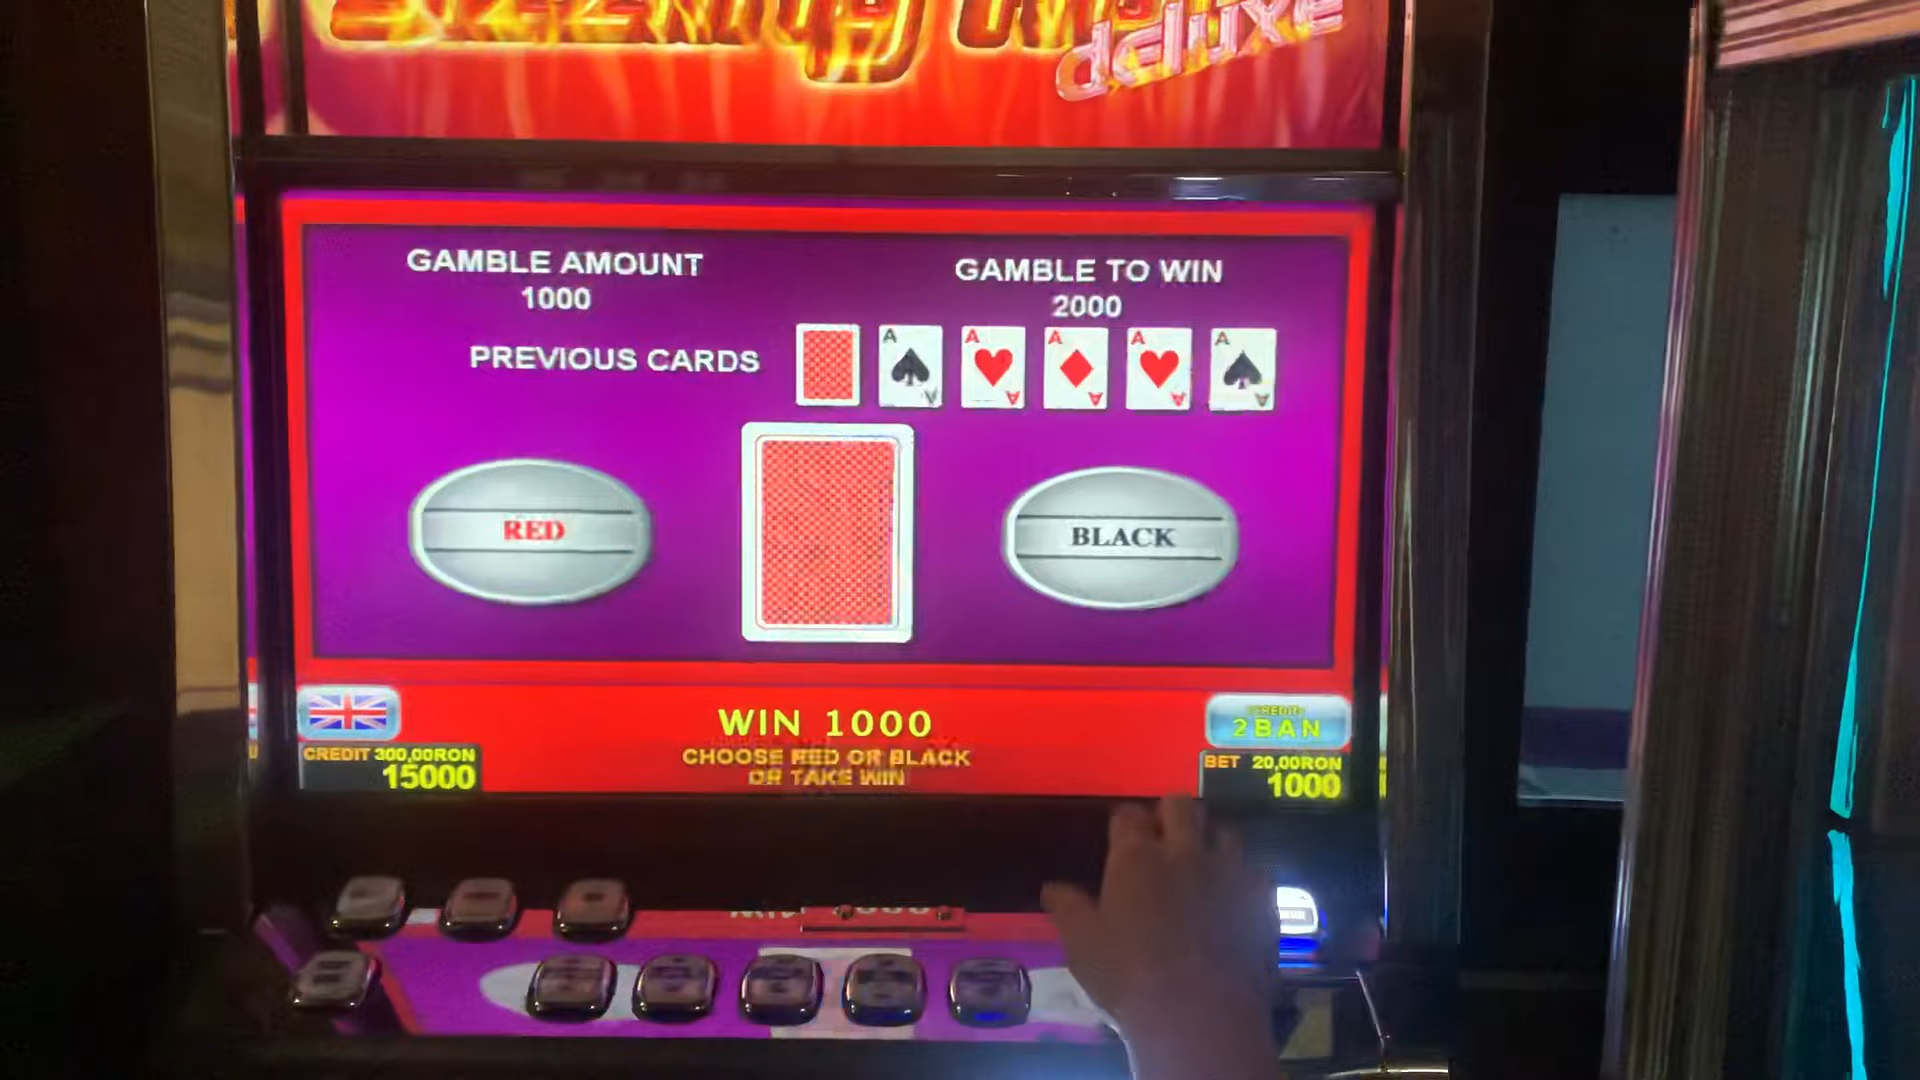 deluxe
GAMBLE AMOUNT
1000
GAMBLE TO WIN
2000
PREVIOUS CARDS
A A
A A
A A
A A
A A
RED
BLACK
WIN 1000
CHOOSE RED OR BLACK
OR TAKE WIN
CREDIT 300,00RON
15000
2 BAN
BET 20,00RON
1000